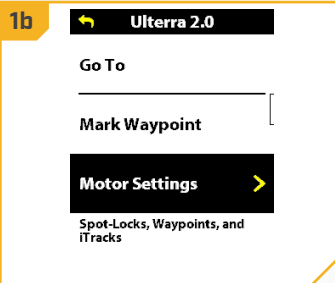 1b
Ulterra 2.0
Go To
Mark Waypoint
Motor Settings
Spot-Locks, Waypoints, and
iTracks